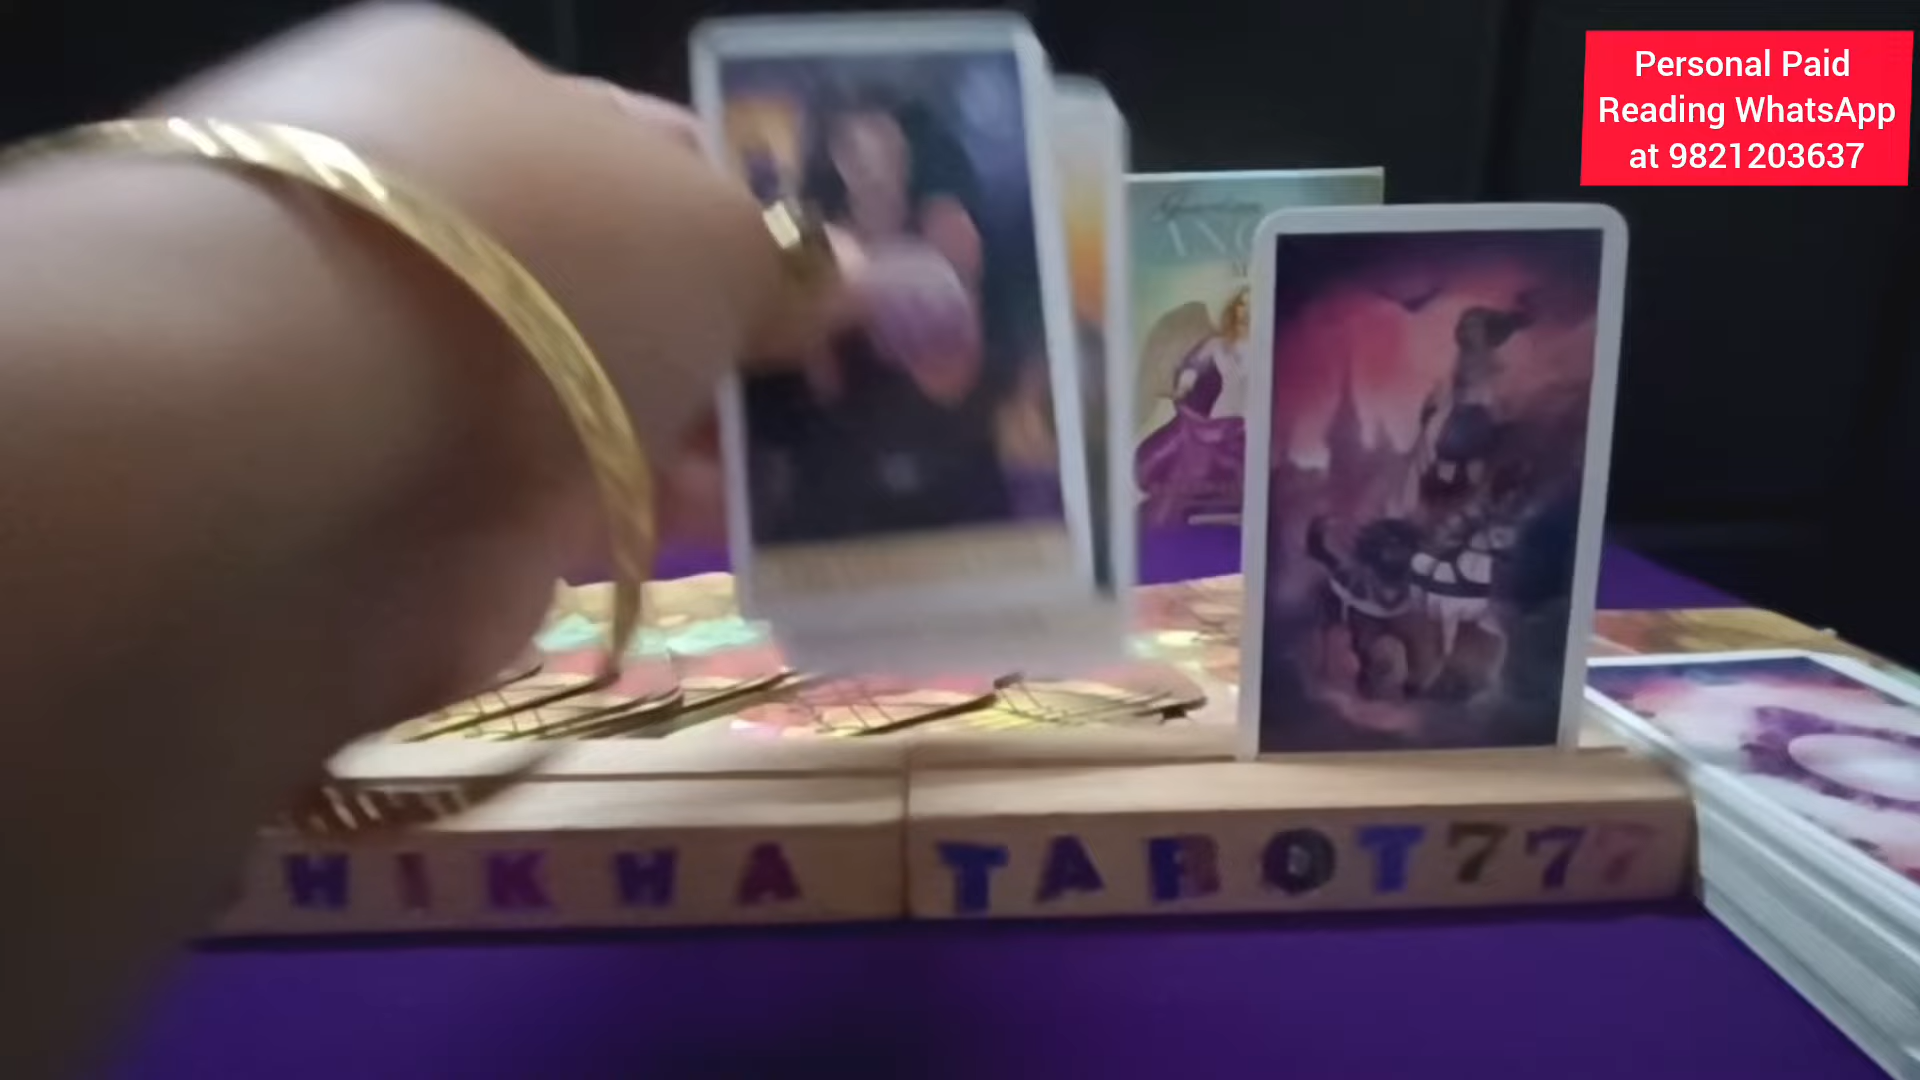 Personal Paid
Reading WhatsApp
at 9821203637
HIKHA TAROT777